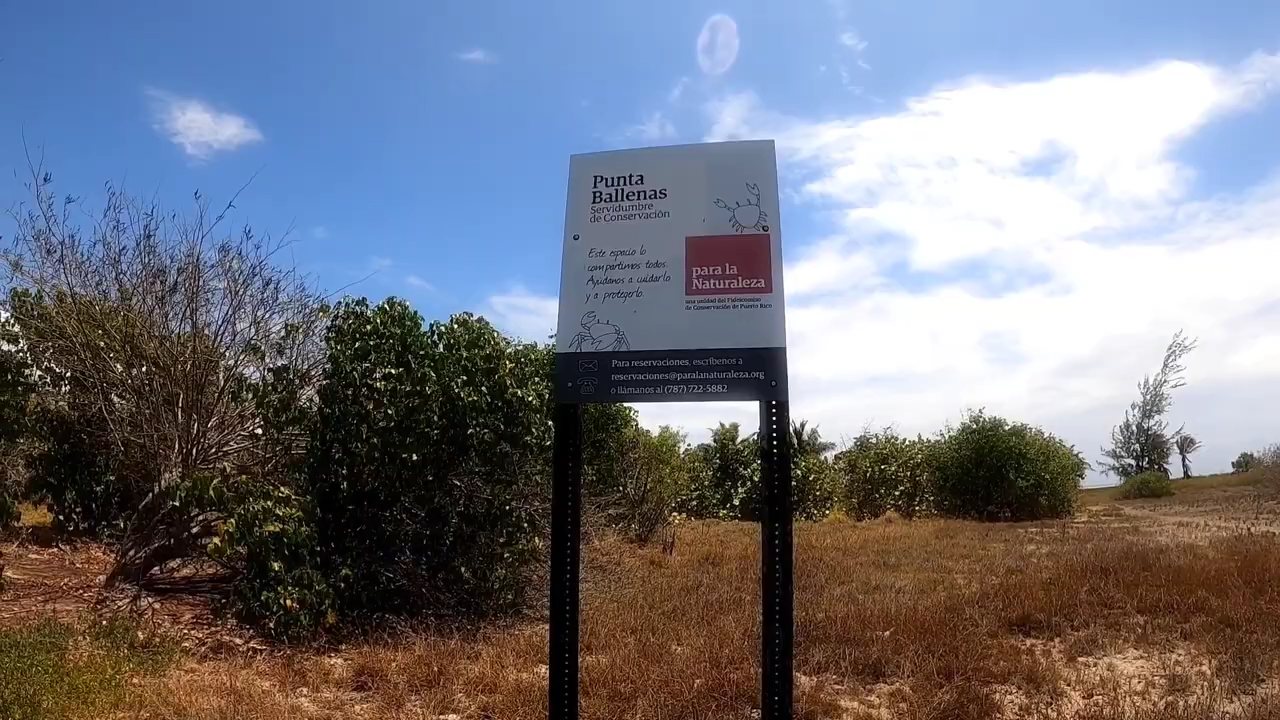 Punta
Ballenas
Servidumbre
de Conservación
Este espacio lo
compartimos todos.
Ayúdanos a cuidarlo
y a protegerlo.
para la
Naturaleza
una unidad del Fideicomiso
de Conservación de Puerto Rico
Para reservaciones, escríbenos a
reservaciones@paralanaturaleza.org
o llámanos al (787) 722-5882